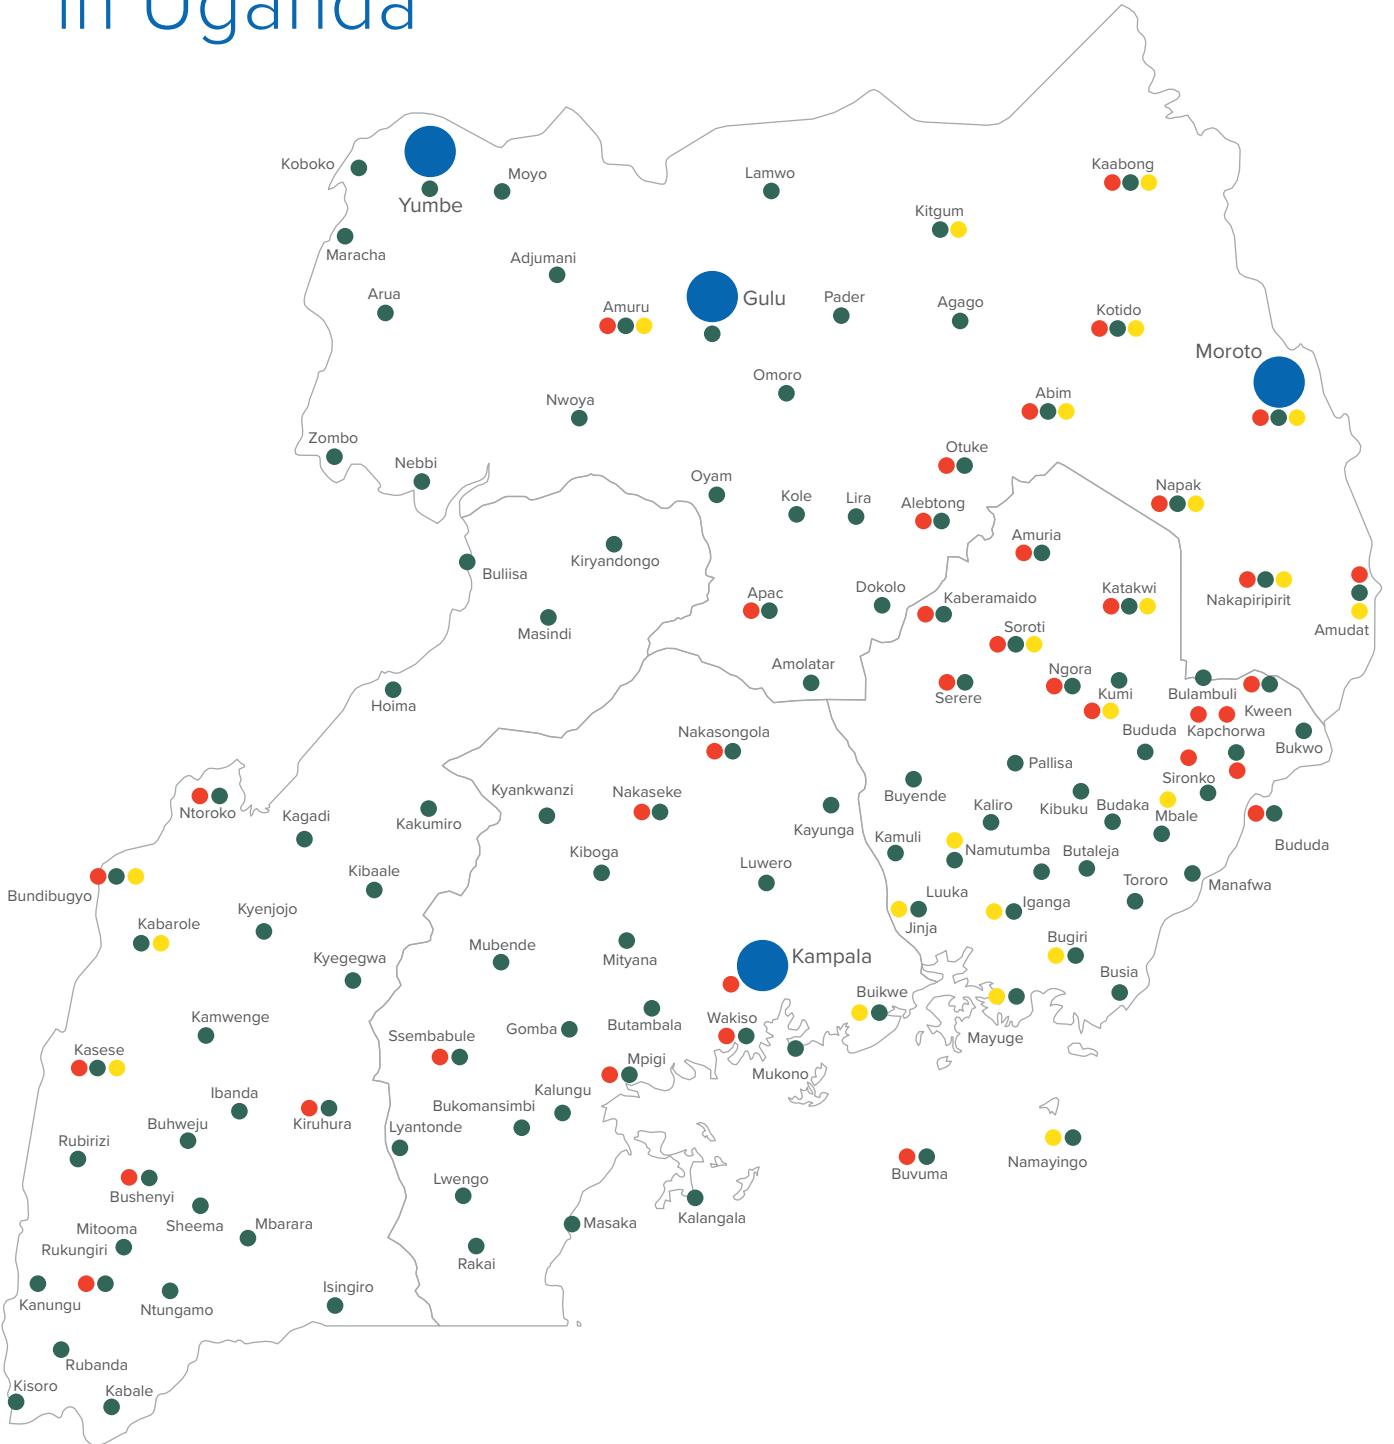 in Uganda
Koboko
Yumbe
Moyo
Lamwo
Kaabong
Kitgum
Maracha
Adjumani
Arua
Amuru
Gulu
Pader
Agago
Kotido
Moroto
Omoro
Abim
Nwoya
Zombo
Nebbi
Otuke
Oyam
Kole
Lira
Alebtong
Napak
Amuria
Kiryandongo
Buliisa
Apac
Dokolo
Kaberamaido
Katakwi
Nakapiripirit
Amudat
Masindi
Soroti
Amolatar
Ngora
Kumi
Serere
Bulambuli
Kween
Hoima
Nakasongola
Bududa
Kapchorwa
Bukwo
Pallisa
Sironko
Ntoroko
Kagadi
Kakumiro
Kyankwanzi
Nakaseke
Kayunga
Buyende
Kaliro
Kibuku
Budaka
Mbale
Bududa
Kamuli
Namutumba
Butaleja
Kiboga
Luwero
Kibaale
Bundibugyo
Tororo
Manafwa
Kabarole
Kyenjojo
Luuka
Iganga
Jinja
Bugiri
Mubende
Mityana
Kampala
Kyegegwa
Busia
Buikwe
Kamwenge
Ssembabule
Gomba
Butambala
Wakiso
Mayuge
Kasese
Mpigi
Mukono
Ibanda
Kiruhura
Bukomansimbi
Kalungu
Buhweju
Lyantonde
Rubirizi
Namayingo
Buvuma
Bushenyi
Lwengo
Sheema
Mbarara
Masaka
Kalangala
Mitooma
Rukungiri
Rakai
Kanungu
Ntungamo
Isingiro
Rubanda
Kisoro
Kabale